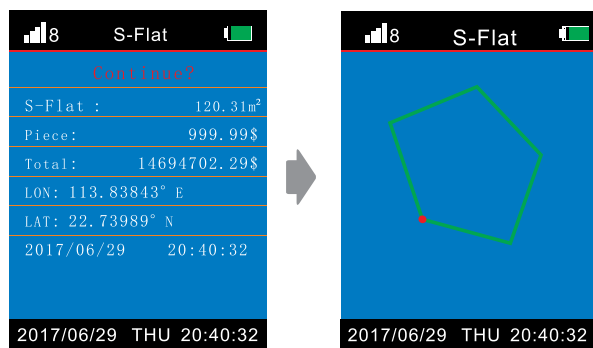 8 S-Flat
Continue?
S-Flat : 120.31m²
Piece: 999.99$
Total: 14694702.29$
LON: 113.83843° E
LAT: 22.73989° N
2017/06/29 20:40:32
2017/06/29 THU 20:40:32
8 S-Flat
2017/06/29 THU 20:40:32